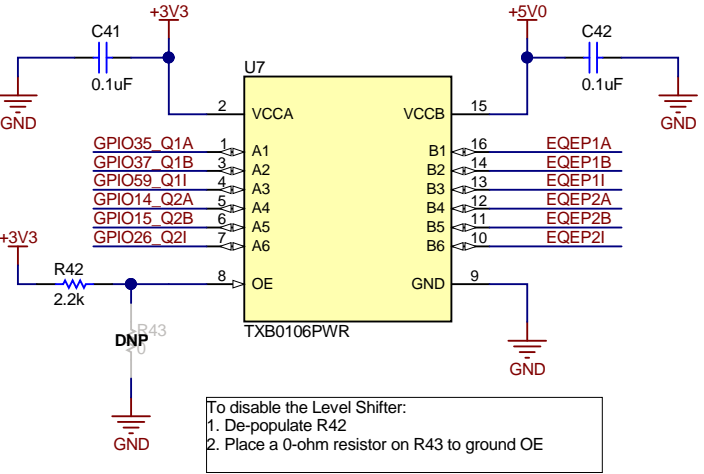 +3V3
+5V0
C41
C42
0.1uF
0.1uF
GND
GND
U7
2 VCCA VCCB 15
GPIO35_Q1A 1 A1 B1 16 EQEP1A
GPIO37_Q1B 3 A2 B2 14 EQEP1B
GPIO59_Q1I 4 A3 B3 13 EQEP1I
GPIO14_Q2A 5 A4 B4 12 EQEP2A
GPIO15_Q2B 6 A5 B5 11 EQEP2B
GPIO26_Q2I 7 A6 B6 10 EQEP2I
+3V3
R42
2.2k
8 OE GND 9
TXB0106PWR
R43
DNP
0
GND
GND
To disable the Level Shifter:
1. De-populate R42
2. Place a 0-ohm resistor on R43 to ground OE